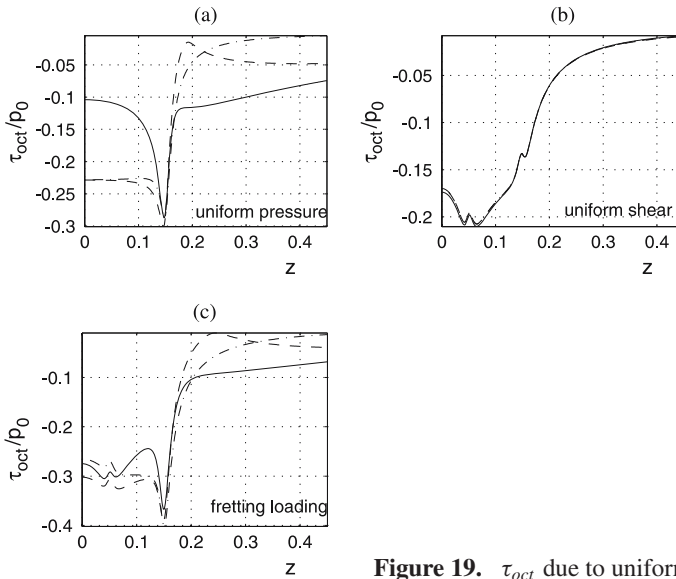 (a)
-0.05
-0.1
-0.15
-0.2
-0.25
-0.3
τoct/p0
uniform pressure
0 0.1 0.2 0.3 0.4
z
(b)
-0.05
-0.1
-0.15
-0.2
τoct/p0
uniform shear
0 0.1 0.2 0.3 0.4
z
(c)
-0.1
-0.2
-0.3
-0.4
τoct/p0
fretting loading
0 0.1 0.2 0.3 0.4
z
Figure 19. τoct due to uniform